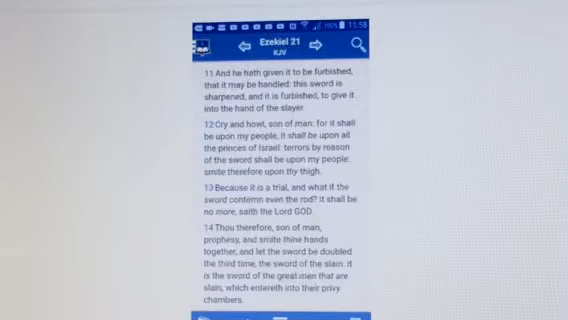 100% 11:58
Ezekiel 21
KJV
11 And he hath given it to be furbished,
that it may be handled: this sword is
sharpened, and it is furbished, to give it
into the hand of the slayer.
12 Cry and howl, son of man: for it shall
be upon my people, it shall be upon all
the princes of Israel: terrors by reason
of the sword shall be upon my people:
smite therefore upon thy thigh.
13 Because it is a trial, and what if the
sword contemn even the rod? it shall be
no more, saith the Lord GOD.
14 Thou therefore, son of man,
prophesy, and smite thine hands
together, and let the sword be doubled
the third time, the sword of the slain: it
is the sword of the great men that are
slain, which entereth into their privy
chambers.